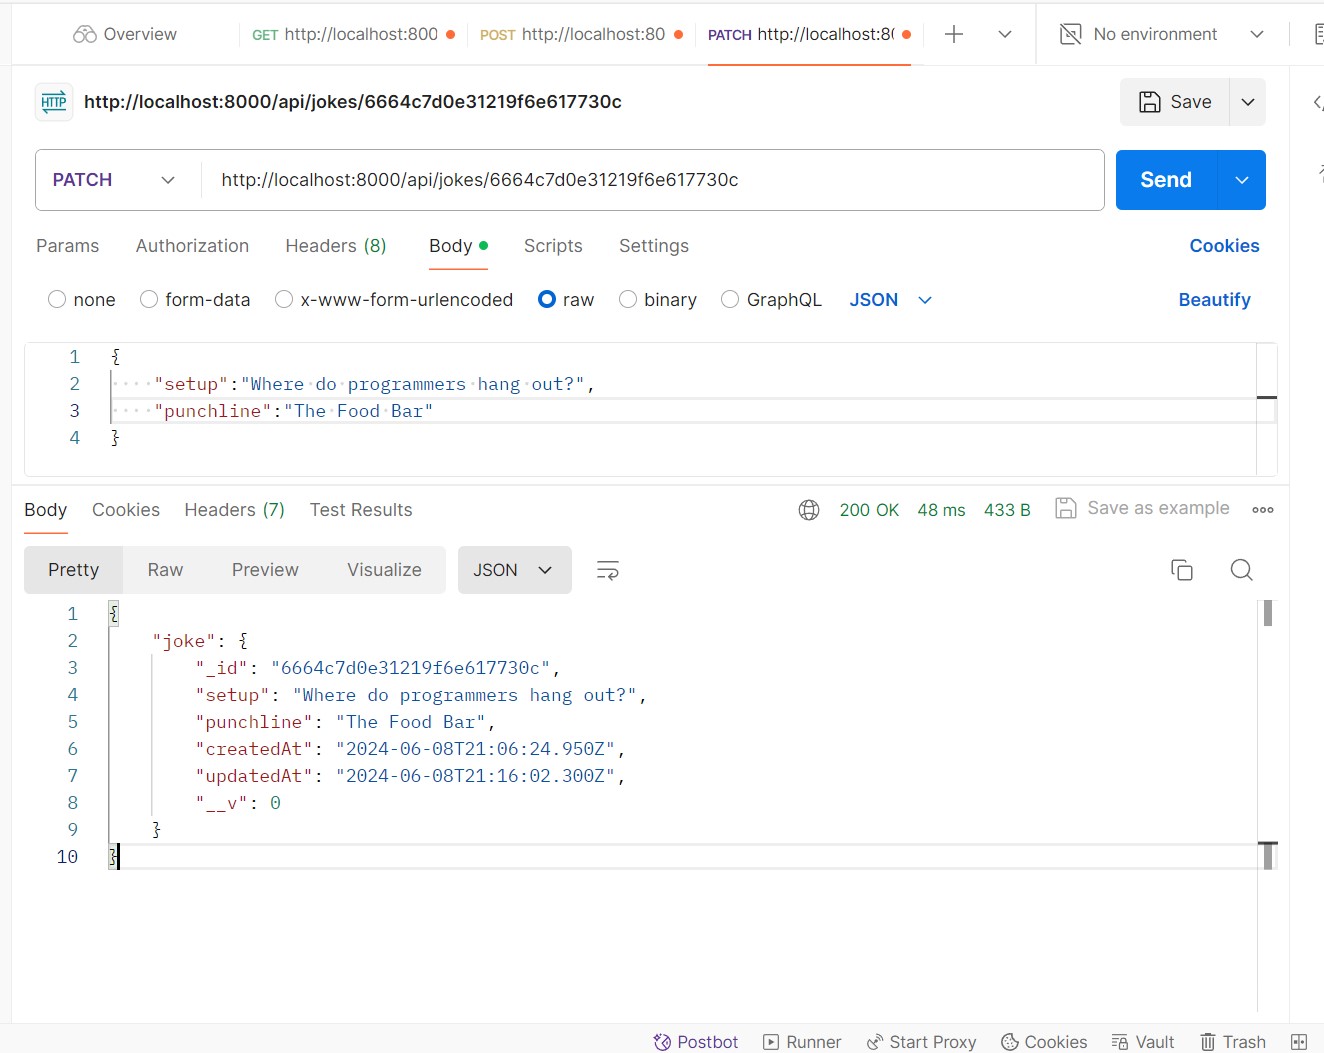 Overview GET http://localhost:800 POST http://localhost:80 PATCH http://localhost:8( No environment
HTTP http://localhost:8000/api/jokes/6664c7d0e31219f6e617730c Save
PATCH http://localhost:8000/api/jokes/6664c7d0e31219f6e617730c Send
Params Authorization Headers (8) Body Scripts Settings Cookies
none form-data x-www-form-urlencoded raw binary GraphQL JSON Beautify
1 {
2 ····"setup":"Where·do·programmers·hang·out?",
3 ····"punchline":"The·Food·Bar"
4 }
Body Cookies Headers (7) Test Results 200 OK 48 ms 433 B Save as example
Pretty Raw Preview Visualize JSON
1 {
2 "joke": {
3 "_id": "6664c7d0e31219f6e617730c",
4 "setup": "Where do programmers hang out?",
5 "punchline": "The Food Bar",
6 "createdAt": "2024-06-08T21:06:24.950Z",
7 "updatedAt": "2024-06-08T21:16:02.300Z",
8 "__v": 0
9 }
10 }
Postbot Runner Start Proxy Cookies Vault Trash